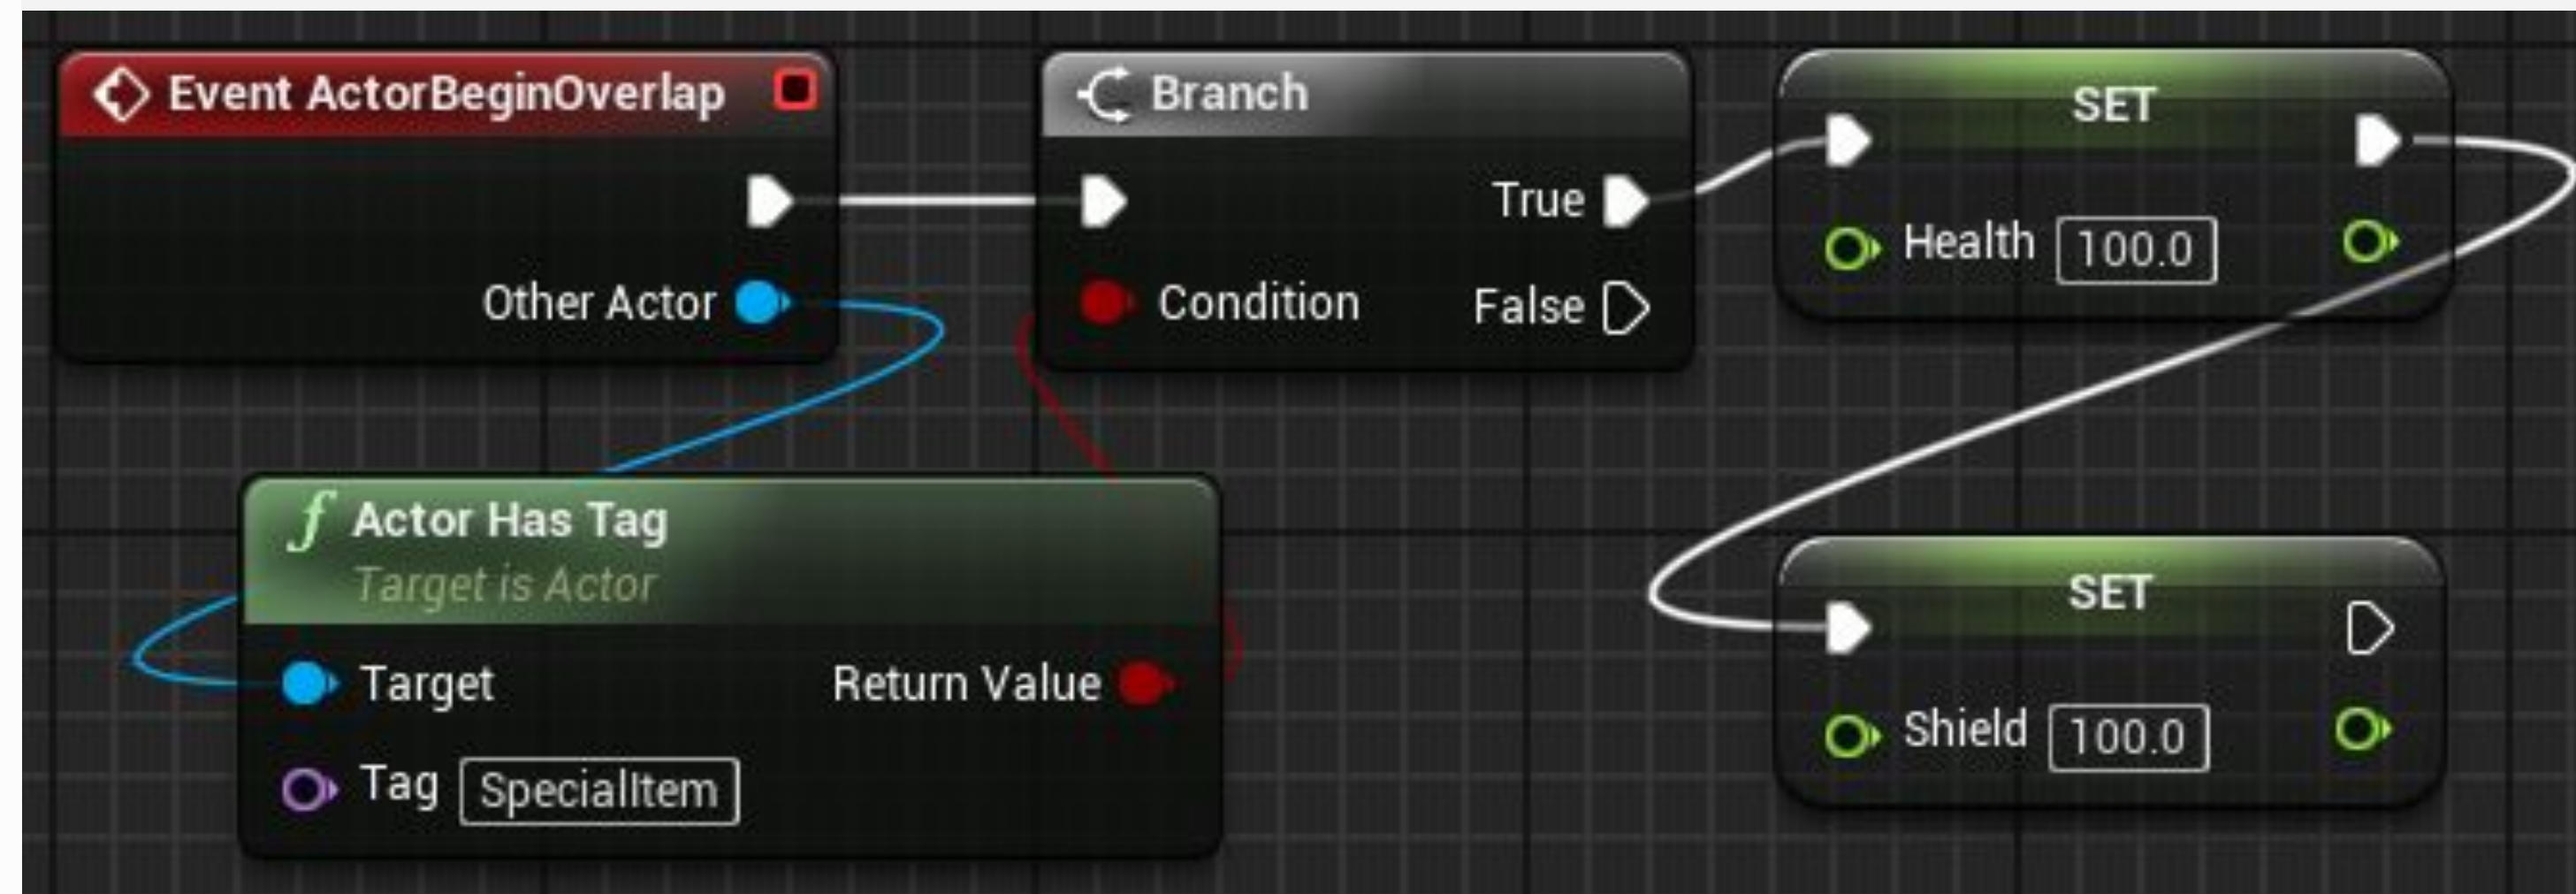 Event ActorBeginOverlap
Other Actor
Branch
True
Condition
False
SET
Health 100.0
Actor Has Tag
Target is Actor
Target
Return Value
Tag SpecialItem
SET
Shield 100.0